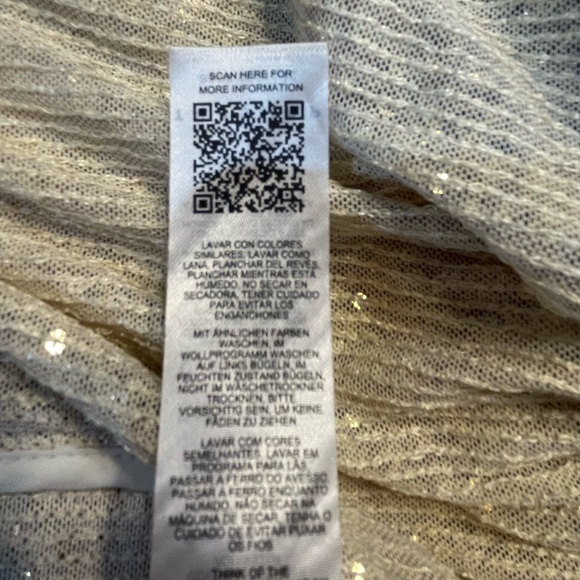 SCAN HERE FOR
MORE INFORMATION
LAVAR CON COLORES
SIMILARES, LAVAR COMO
LANA, PLANCHAR DEL REVÉS,
PLANCHAR MIENTRAS ESTÁ
HÚMEDO, NO SECAR EN
SECADORA, TENER CUIDADO
PARA EVITAR LOS
ENGANCHONES
MIT ÄHNLICHEN FARBEN
WASCHEN, IM
WOLLPROGRAMM WASCHEN,
AUF LINKS BÜGELN, IM
FEUCHTEN ZUSTAND BÜGELN,
NICHT IM WÄSCHETROCKNER
TROCKNEN, BITTE
VORSICHTIG SEIN, UM KEINE
FÄDEN ZU ZIEHEN
LAVAR COM CORES
SEMELHANTES, LAVAR EM
PROGRAMA PARA LÃS,
PASSAR A FERRO DO AVESSO,
PASSAR A FERRO ENQUANTO
HÚMIDO, NÃO SECAR NA
MÁQUINA DE SECAR, TENHA O
CUIDADO DE EVITAR PUXAR
OS FIOS
THINK OF THE